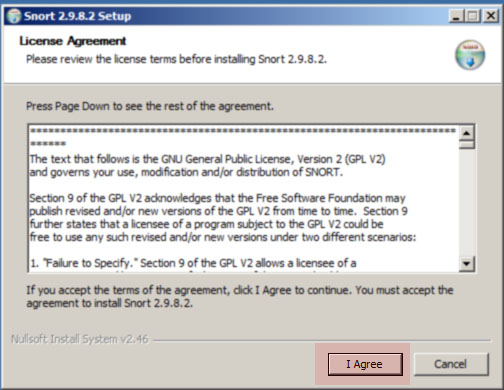 Snort 2.9.8.2 Setup
License Agreement
Please review the license terms before installing Snort 2.9.8.2.
Press Page Down to see the rest of the agreement.
======================================================================
======
The text that follows is the GNU General Public License, Version 2 (GPL V2)
and governs your use, modification and/or distribution of SNORT.
Section 9 of the GPL V2 acknowledges that the Free Software Foundation may
publish revised and/or new versions of the GPL V2 from time to time.  Section 9
further states that a licensee of a program subject to the GPL V2 could be
free to use any such revised and/or new versions under two different scenarios:
1. "Failure to Specify." Section 9 of the GPL V2 allows a licensee of a
If you accept the terms of the agreement, click I Agree to continue. You must accept the
agreement to install Snort 2.9.8.2.
Nullsoft Install System v2.46
I Agree
Cancel